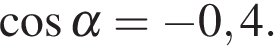 cos α = −0,4.